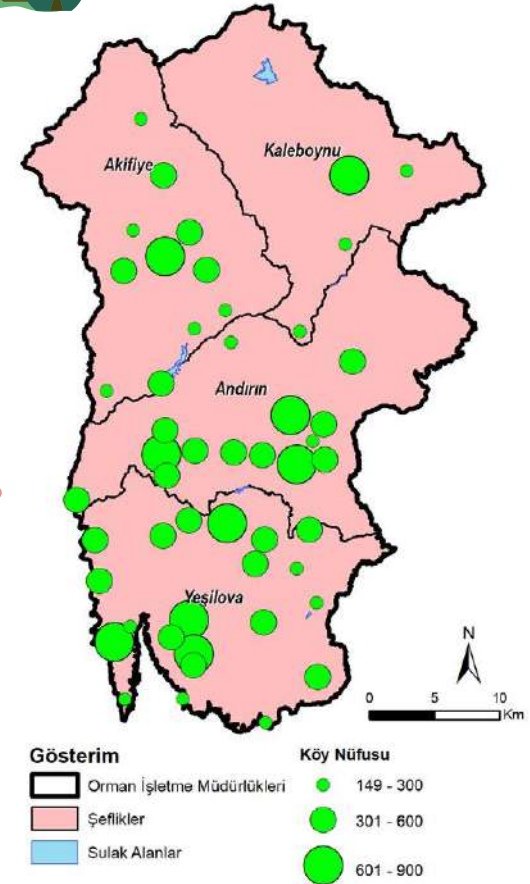 Akifiye
Kaleboynu
Andırın
Yeşilova
N
0 5 10
Km
Gösterim
Orman İşletme Müdürlükleri
Şeflikler
Sulak Alanlar
Köy Nüfusu
149 - 300
301 - 600
601 - 900